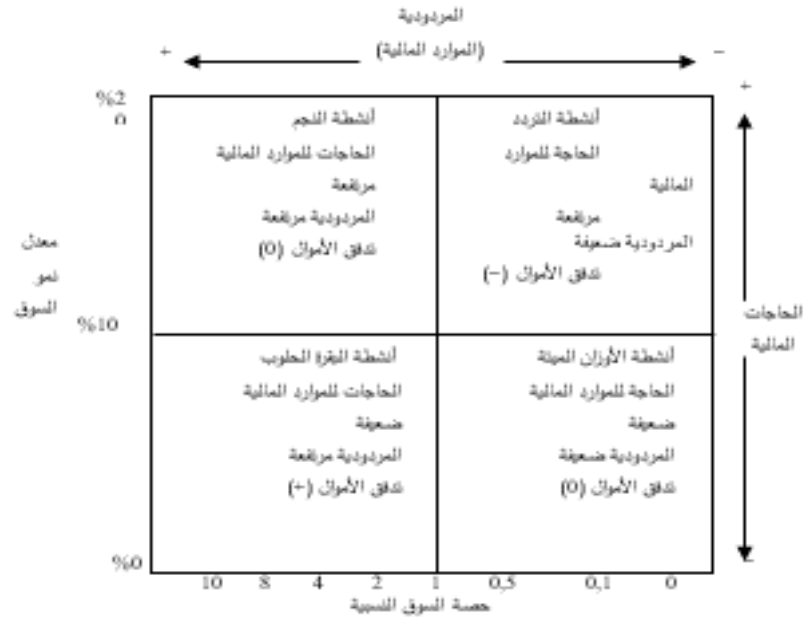 المردودية
(الموارد المالية)
+
–
+
%2
0
أنشطة النجم
الحاجات للموارد المالية
مرتفعة
المردودية مرتفعة
تدفق الأموال (0)
أنشطة التردد
الحاجة للموارد
المالية
مرتفعة
المردودية ضعيفة
تدفق الأموال (–)
معدل
نمو
السوق
%10
الحاجات
المالية
أنشطة البقرة الحلوب
الحاجات للموارد المالية
ضعيفة
المردودية مرتفعة
تدفق الأموال (+)
أنشطة الأوزان الميتة
الحاجة للموارد المالية
ضعيفة
المردودية ضعيفة
تدفق الأموال (0)
–
%0
10 8 4 2 1 0,5 0,1 0
حصة السوق النسبية